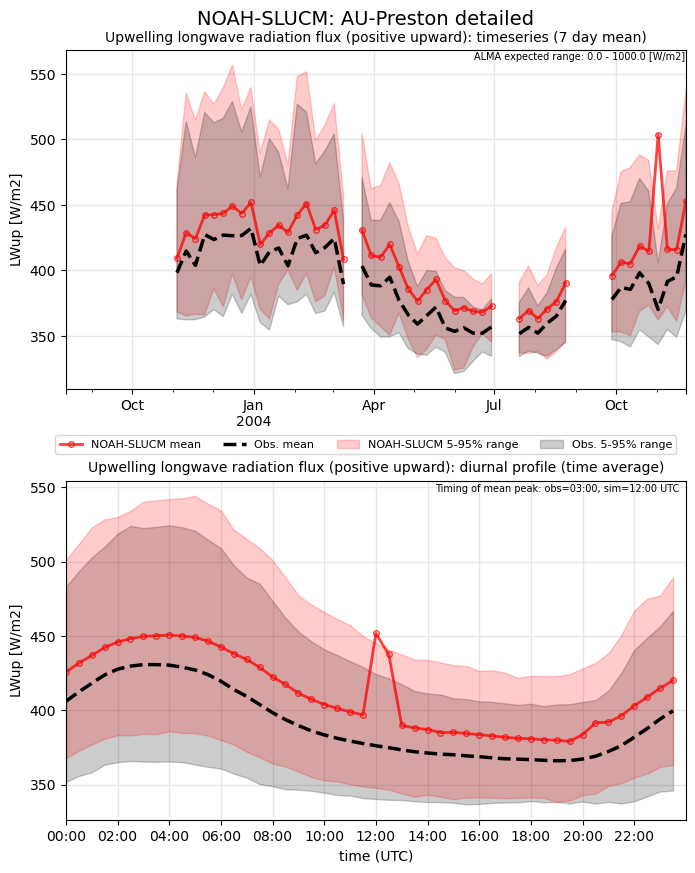 NOAH-SLUCM: AU-Preston detailed
Upwelling longwave radiation flux (positive upward): timeseries (7 day mean)
ALMA expected range: 0.0 - 1000.0 [W/m2]
550
500
450
400
350
LWup [W/m2]
Oct Jan Apr Jul Oct
2004
NOAH-SLUCM mean Obs. mean NOAH-SLUCM 5-95% range Obs. 5-95% range
Upwelling longwave radiation flux (positive upward): diurnal profile (time average)
Timing of mean peak: obs=03:00, sim=12:00 UTC
550
500
450
400
350
LWup [W/m2]
00:00 02:00 04:00 06:00 08:00 10:00 12:00 14:00 16:00 18:00 20:00 22:00
time (UTC)